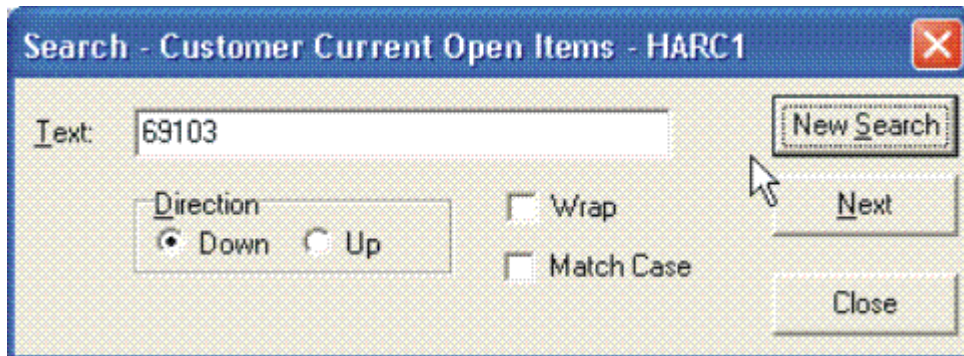 Search - Customer Current Open Items - HARC1
Text: 69103 New Search
Direction Wrap Next
Down Up
Match Case
Close